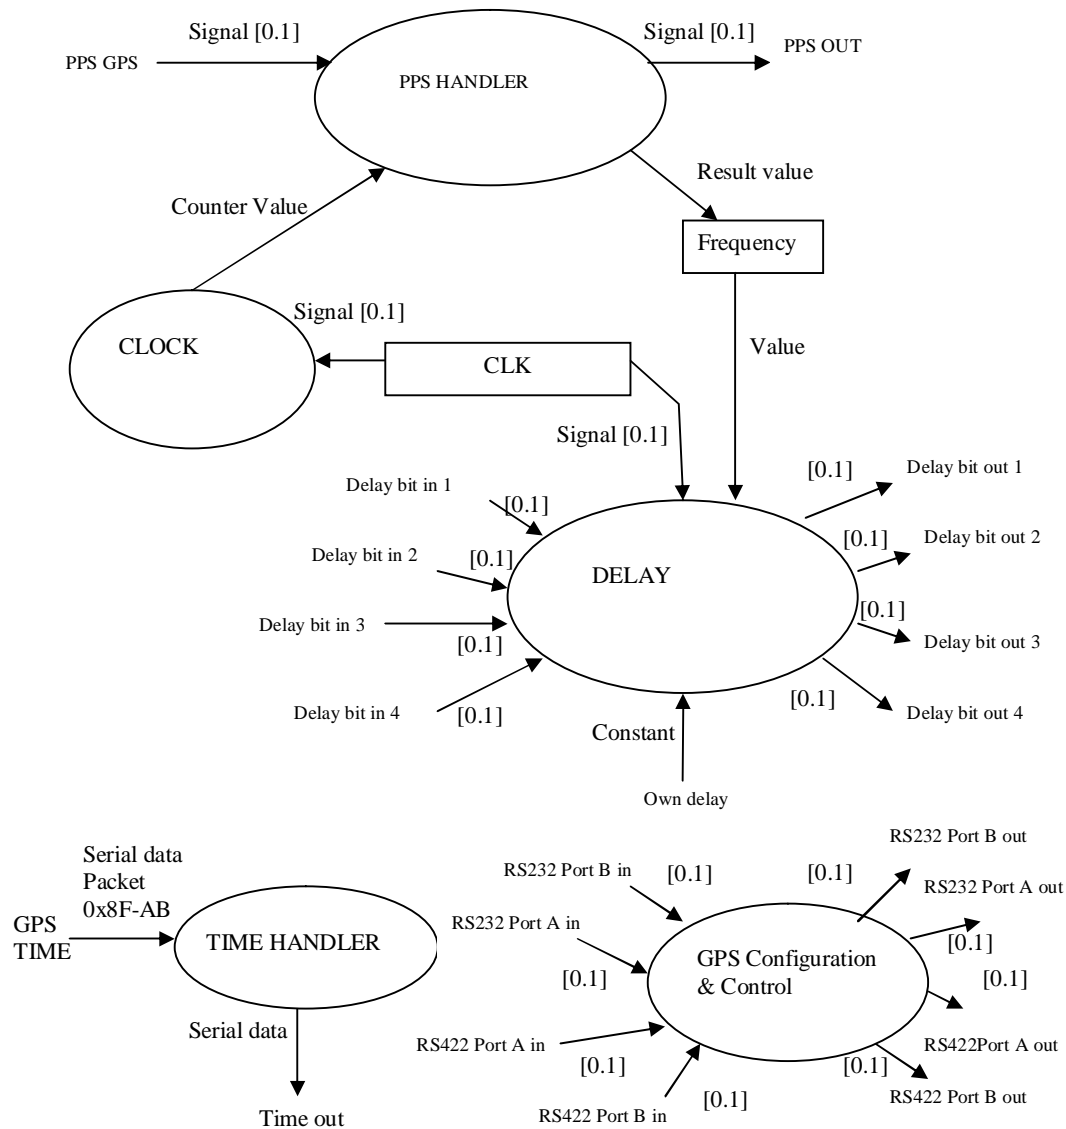 Signal [0.1]
Signal [0.1]
PPS GPS
PPS OUT
PPS HANDLER
Result value
Counter Value
Frequency
Signal [0.1]
CLOCK
CLK
Value
Signal [0.1]
Delay bit in 1
[0.1]
[0.1]
Delay bit out 1
Delay bit in 2
[0.1]
DELAY
[0.1]
Delay bit out 2
Delay bit in 3
[0.1]
[0.1]
Delay bit out 3
Delay bit in 4
[0.1]
[0.1]
Delay bit out 4
Constant
Own delay
Serial data
Packet
0x8F-AB
GPS
TIME
TIME HANDLER
Serial data
Time out
RS232 Port B in
[0.1]
[0.1]
RS232 Port B out
RS232 Port A in
[0.1]
RS232 Port A out
[0.1]
GPS Configuration
& Control
[0.1]
RS422 Port A in
[0.1]
RS422Port A out
[0.1]
RS422 Port B in
[0.1]
RS422 Port B out